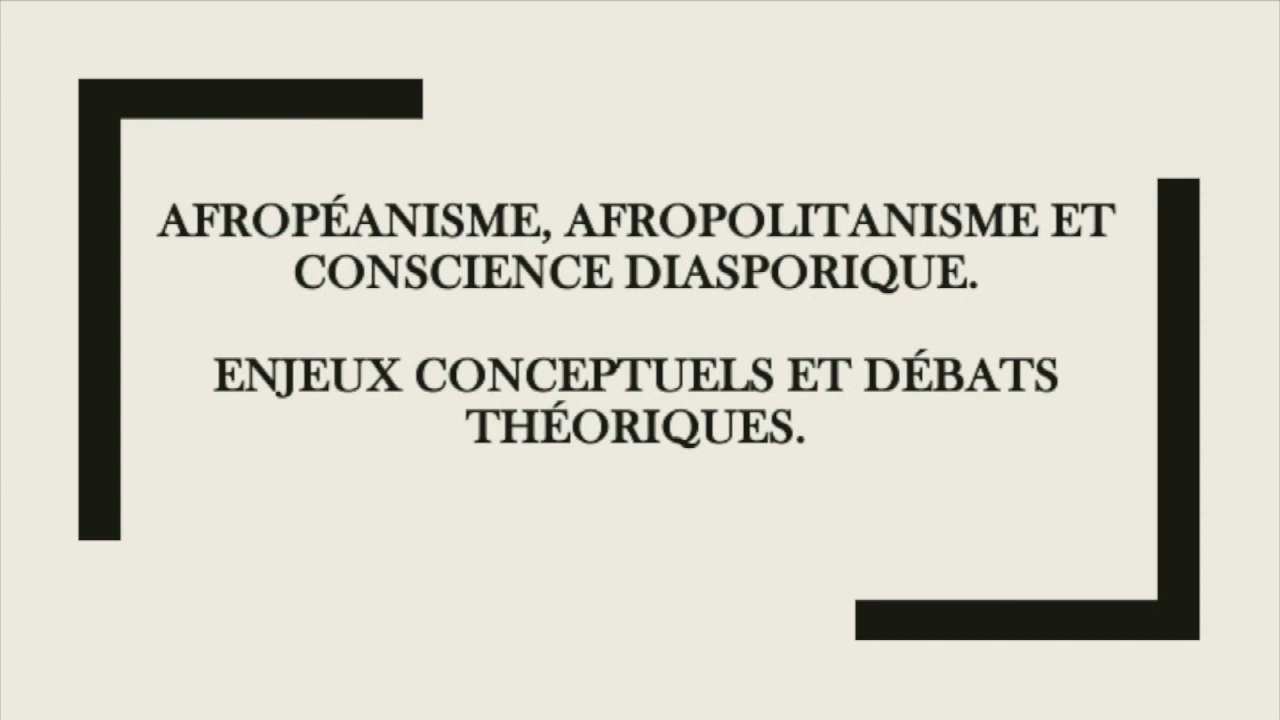 AFROPÉANISME, AFROPOLITANISME ET
CONSCIENCE DIASPORIQUE.
ENJEUX CONCEPTUELS ET DÉBATS
THÉORIQUES.